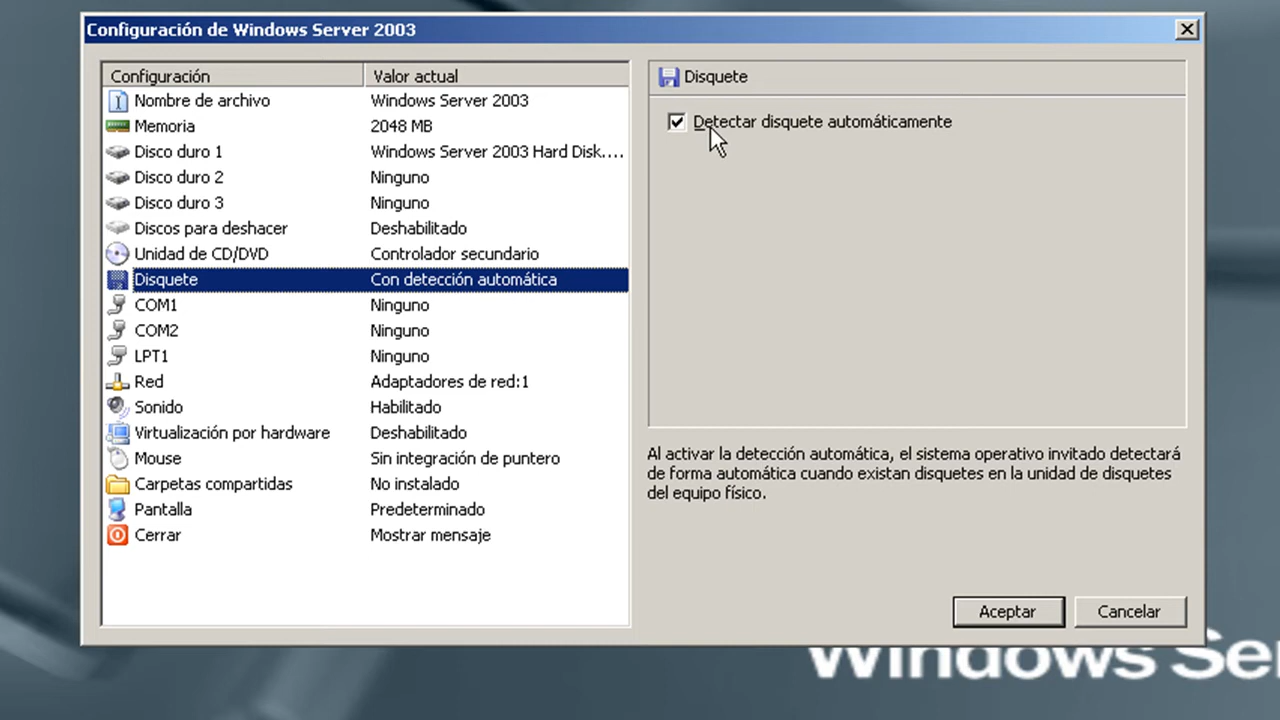 Configuración de Windows Server 2003
Configuración Valor actual
Nombre de archivo Windows Server 2003
Memoria 2048 MB
Disco duro 1 Windows Server 2003 Hard Disk....
Disco duro 2 Ninguno
Disco duro 3 Ninguno
Discos para deshacer Deshabilitado
Unidad de CD/DVD Controlador secundario
Disquete Con detección automática
COM1 Ninguno
COM2 Ninguno
LPT1 Ninguno
Red Adaptadores de red:1
Sonido Habilitado
Virtualización por hardware Deshabilitado
Mouse Sin integración de puntero
Carpetas compartidas No instalado
Pantalla Predeterminado
Cerrar Mostrar mensaje
Disquete
Detectar disquete automáticamente
Al activar la detección automática, el sistema operativo invitado detectará
de forma automática cuando existan disquetes en la unidad de disquetes
del equipo físico.
Aceptar Cancelar
Windows Ser